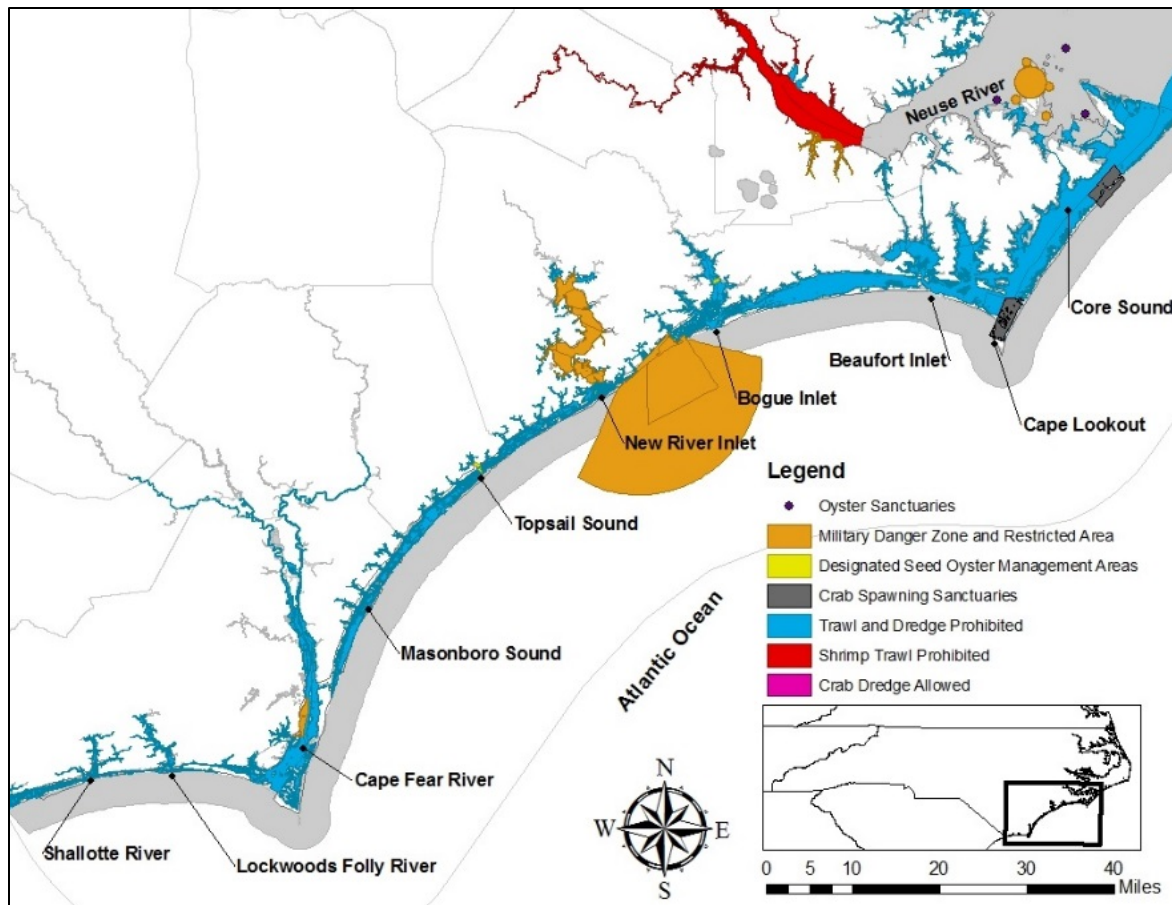 Neuse River
Core Sound
Beaufort Inlet
Bogue Inlet
Cape Lookout
New River Inlet
Topsail Sound
Masonboro Sound
Atlantic Ocean
Cape Fear River
Shallotte River
Lockwoods Folly River
Legend
Oyster Sanctuaries
Military Danger Zone and Restricted Area
Designated Seed Oyster Management Areas
Crab Spawning Sanctuaries
Trawl and Dredge Prohibited
Shrimp Trawl Prohibited
Crab Dredge Allowed
N
W E
S
0 5 10 20 30 40
Miles